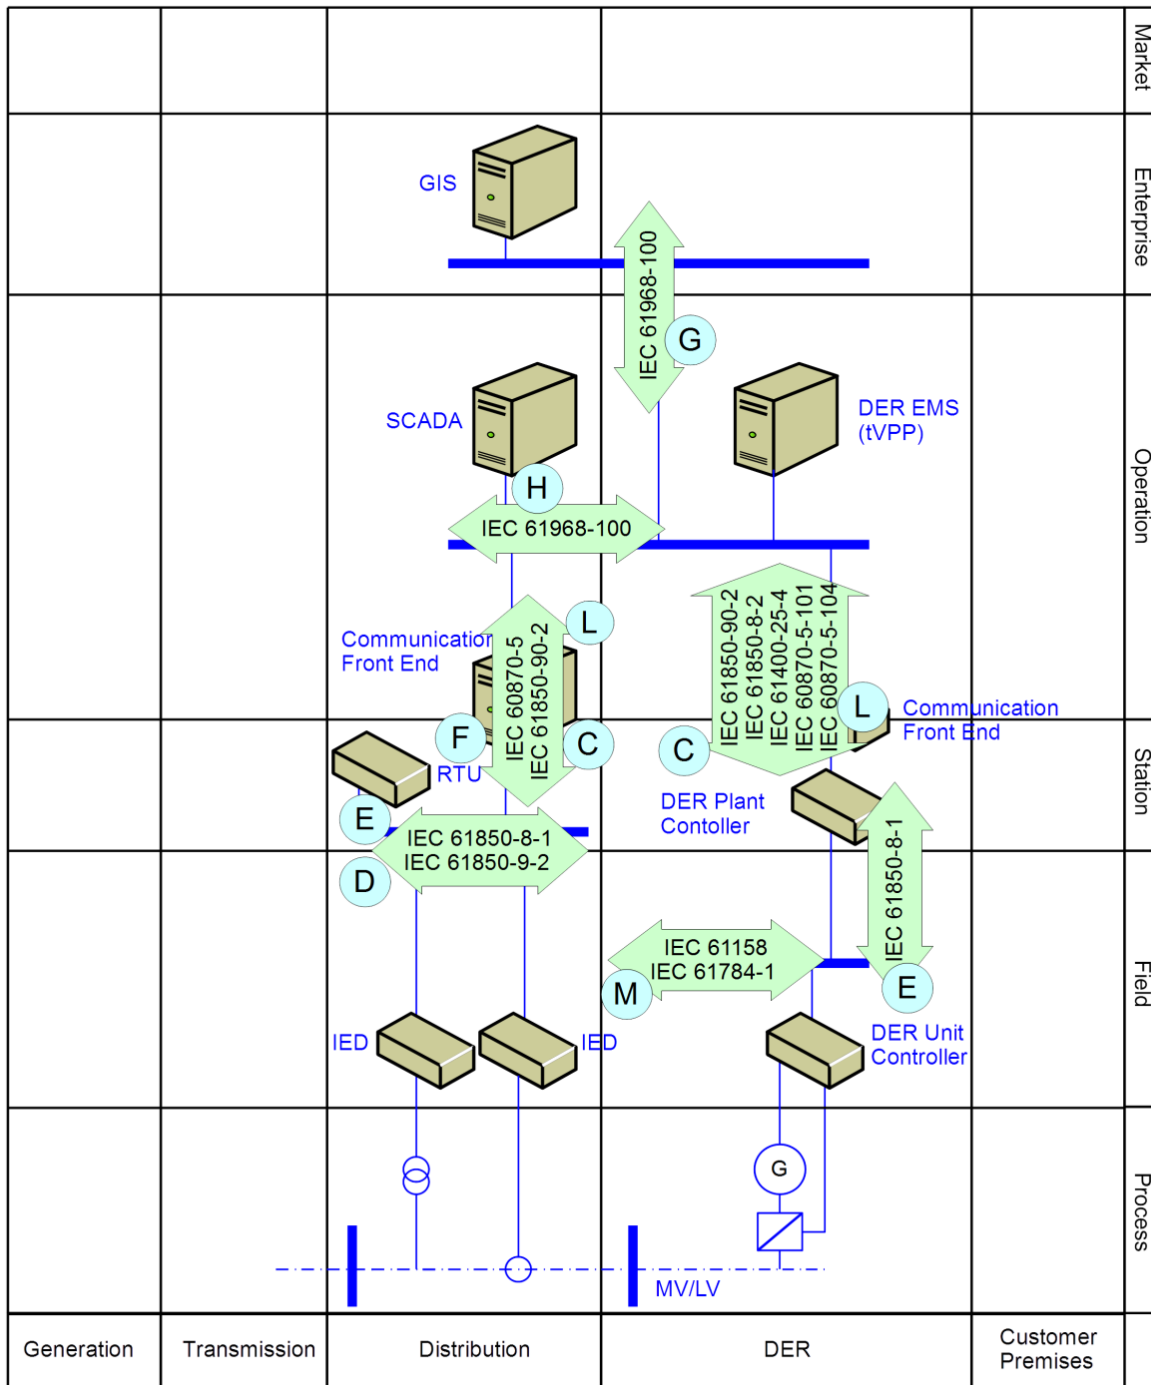 Market
Enterprise
GIS
IEC 61968-100
G
Operation
SCADA
DER EMS
(tVPP)
H
IEC 61968-100
Communication
Front End
L
IEC 60870-5
IEC 61850-90-2
F
C
IEC 61850-90-2
IEC 61850-8-2
IEC 61400-25-4
IEC 60870-5-101
IEC 60870-5-104
L
C
Communication
Front End
Station
RTU
E
DER Plant
Contoller
IEC 61850-8-1
IEC 61850-9-2
D
IEC 61850-8-1
E
Field
IEC 61158
IEC 61784-1
M
IED
IED
DER Unit
Controller
Process
G
MV/LV
Generation
Transmission
Distribution
DER
Customer
Premises